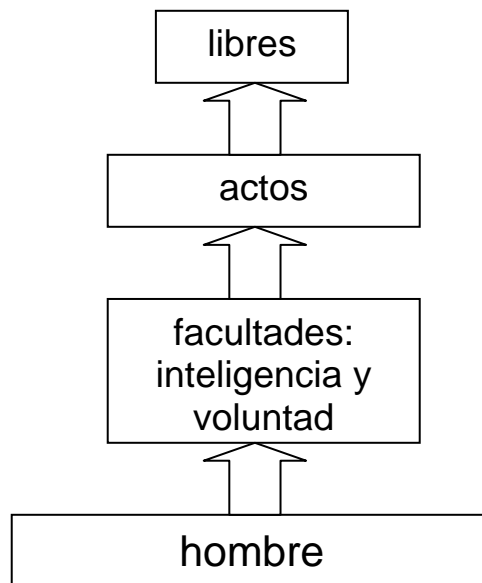 libres
actos
facultades:
inteligencia y
voluntad
hombre